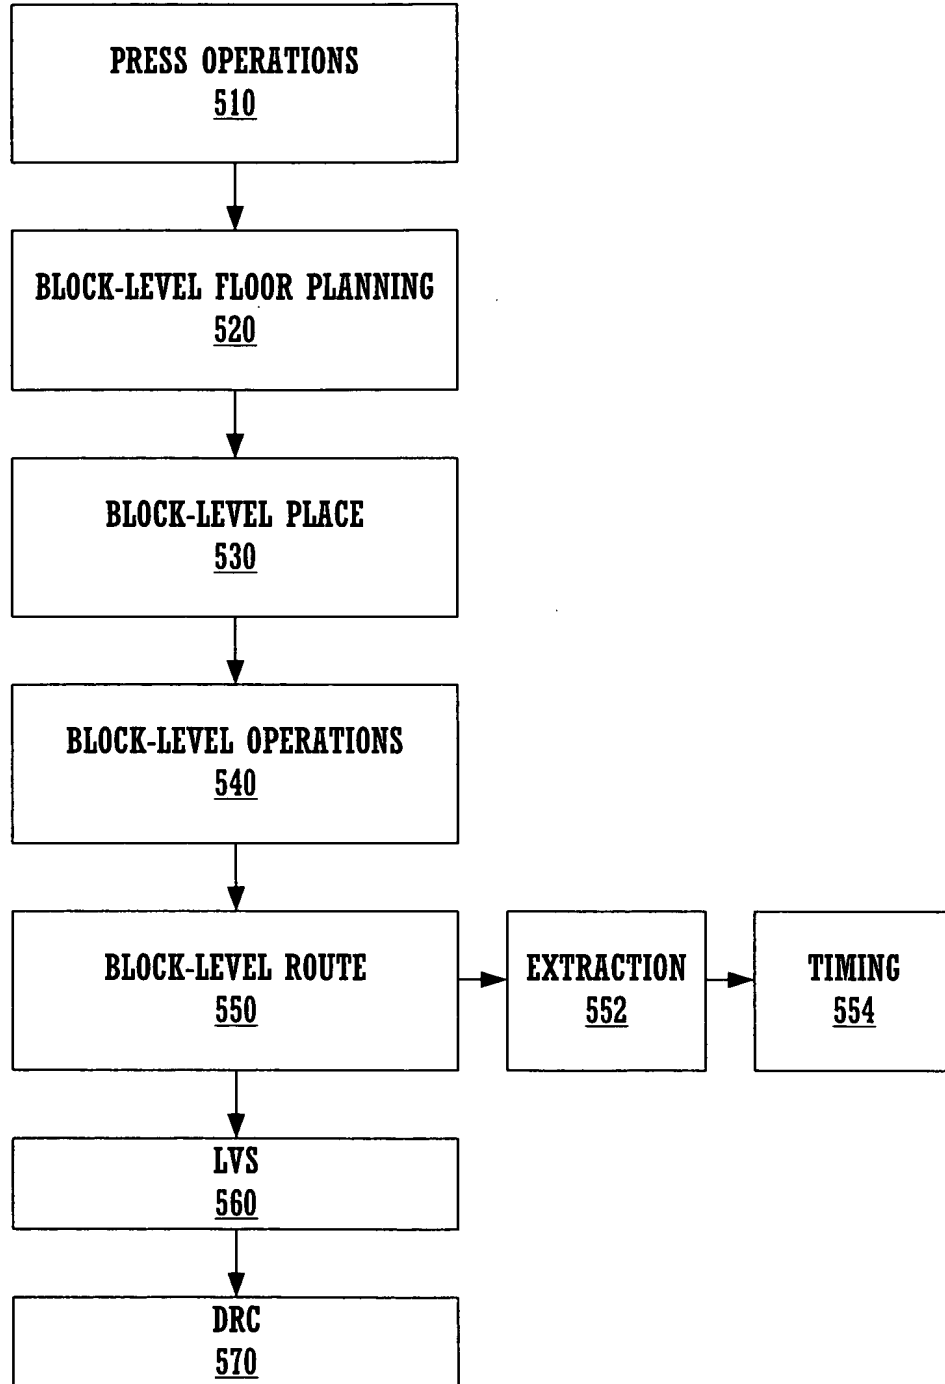 PRESS OPERATIONS
510
BLOCK-LEVEL FLOOR PLANNING
520
BLOCK-LEVEL PLACE
530
BLOCK-LEVEL OPERATIONS
540
BLOCK-LEVEL ROUTE
550
EXTRACTION
552
TIMING
554
LVS
560
DRC
570